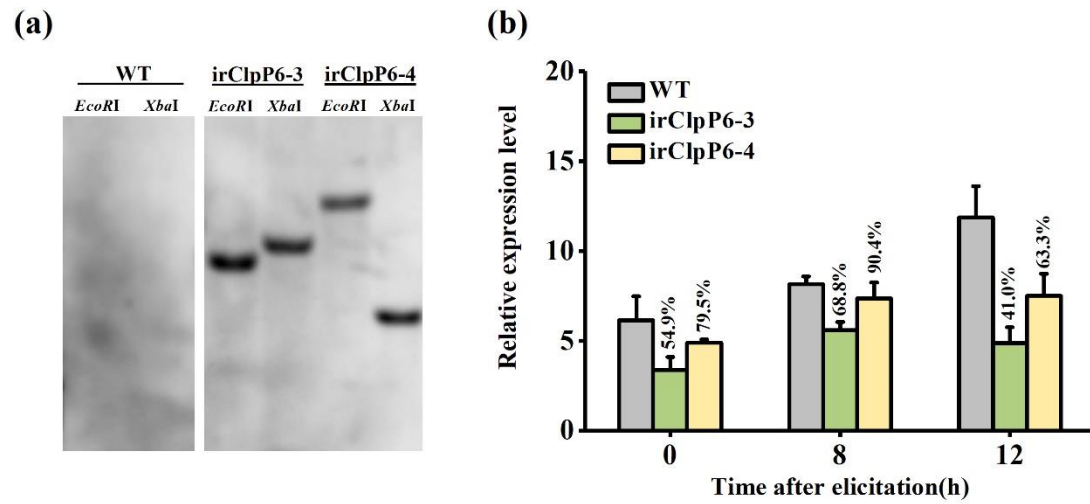 (a)
WT irClpP6-3 irClpP6-4
EcoRI XbaI EcoRI XbaI EcoRI XbaI
(b)
Relative expression level
20
15
10
5
0
WT
irClpP6-3
irClpP6-4
54.9%
79.5%
68.8%
90.4%
41.0%
63.3%
0 8 12
Time after elicitation(h)